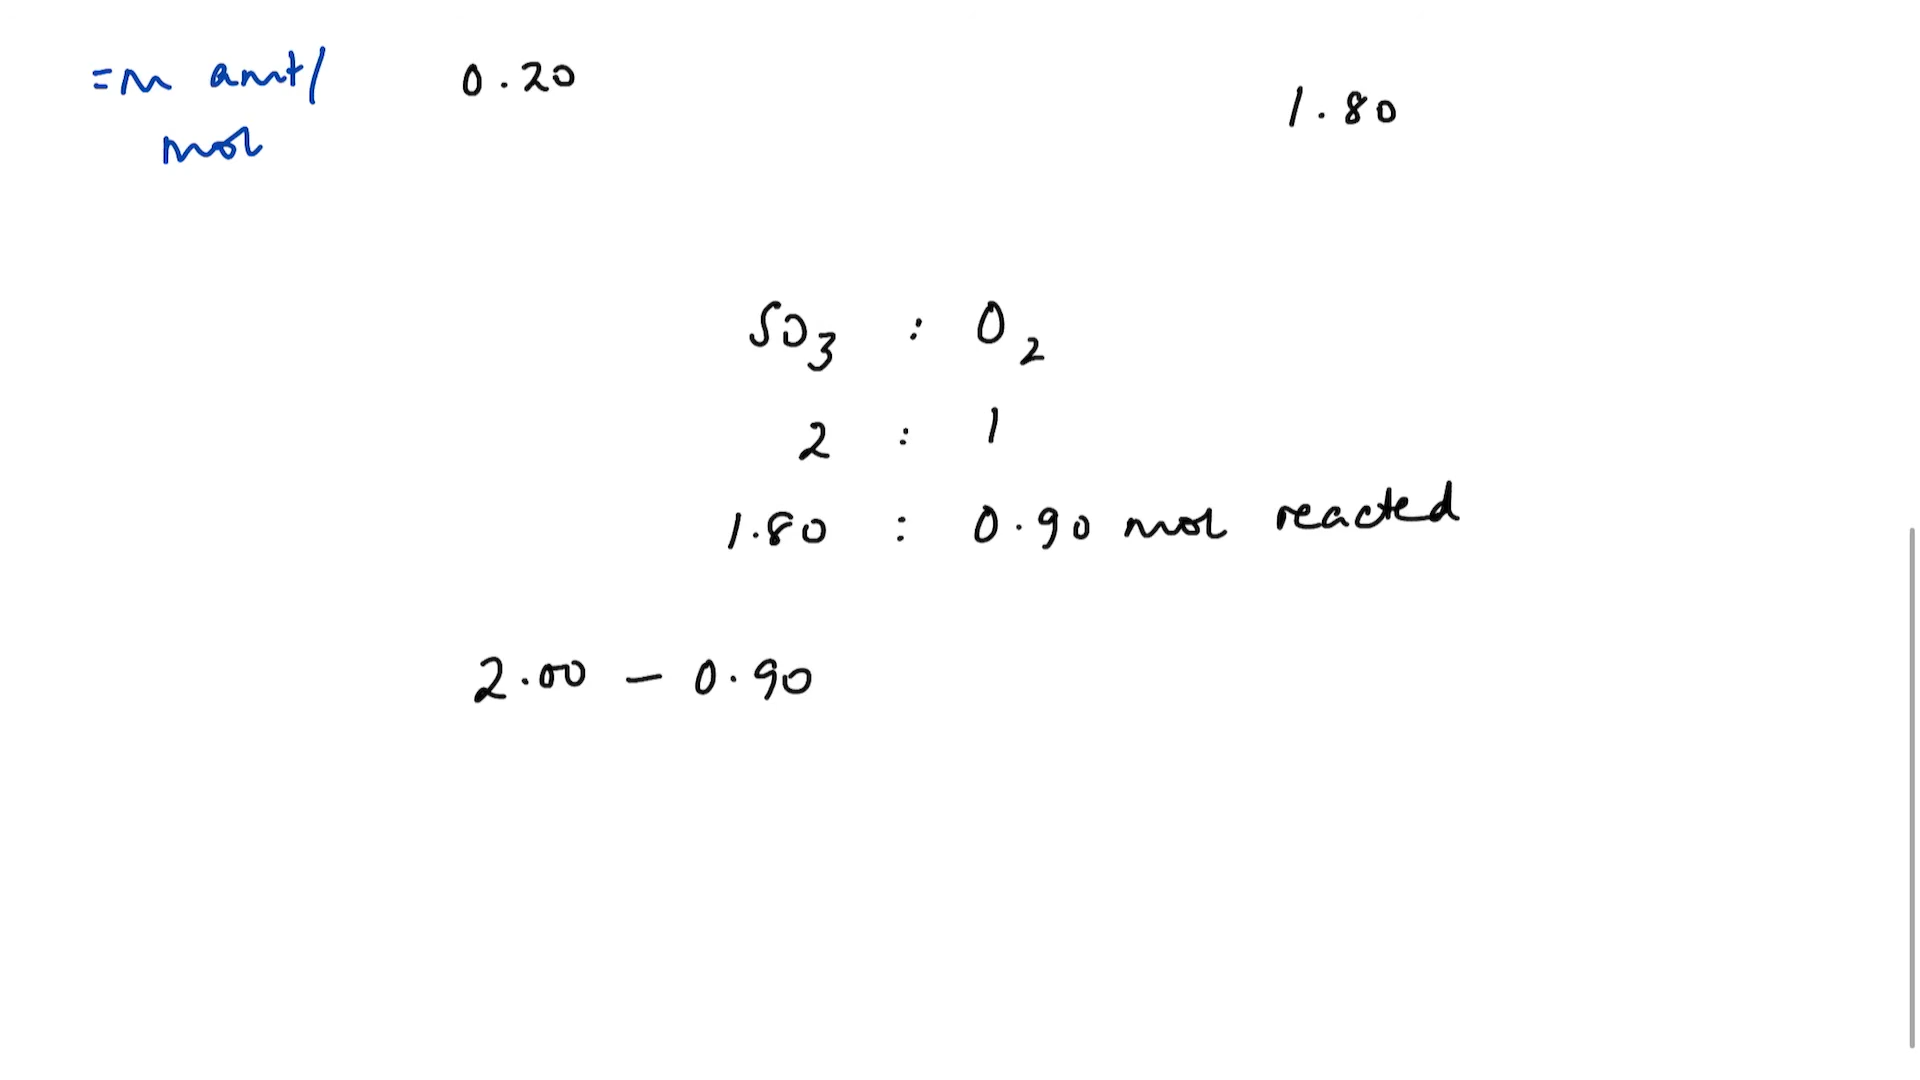 =m amt/ 0.20 1.80
mol
SO₃ : O₂
2 : 1
1.80 : 0.90 mol reacted
2.00 – 0.90